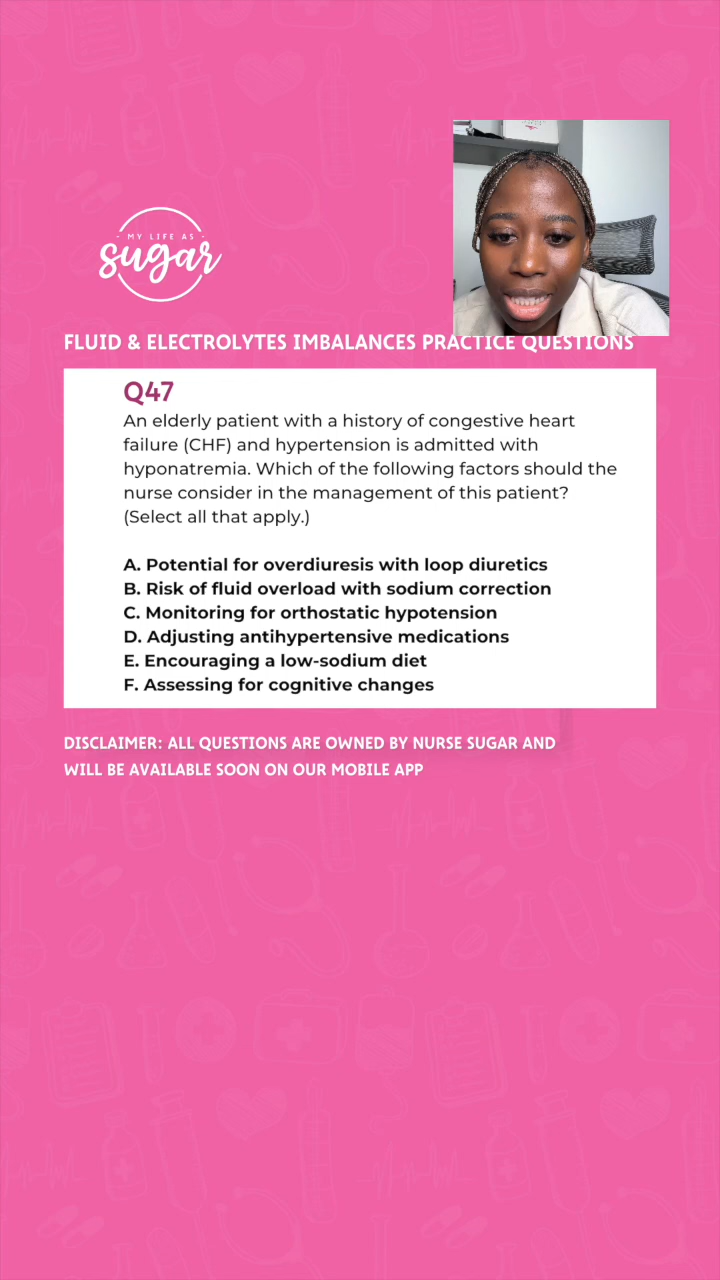 - MY LIFE AS -
sugar
FLUID & ELECTROLYTES IMBALANCES PRACTICE QUESTIONS
Q47
An elderly patient with a history of congestive heart
failure (CHF) and hypertension is admitted with
hyponatremia. Which of the following factors should the
nurse consider in the management of this patient?
(Select all that apply.)
A. Potential for overdiuresis with loop diuretics
B. Risk of fluid overload with sodium correction
C. Monitoring for orthostatic hypotension
D. Adjusting antihypertensive medications
E. Encouraging a low-sodium diet
F. Assessing for cognitive changes
DISCLAIMER: ALL QUESTIONS ARE OWNED BY NURSE SUGAR AND
WILL BE AVAILABLE SOON ON OUR MOBILE APP